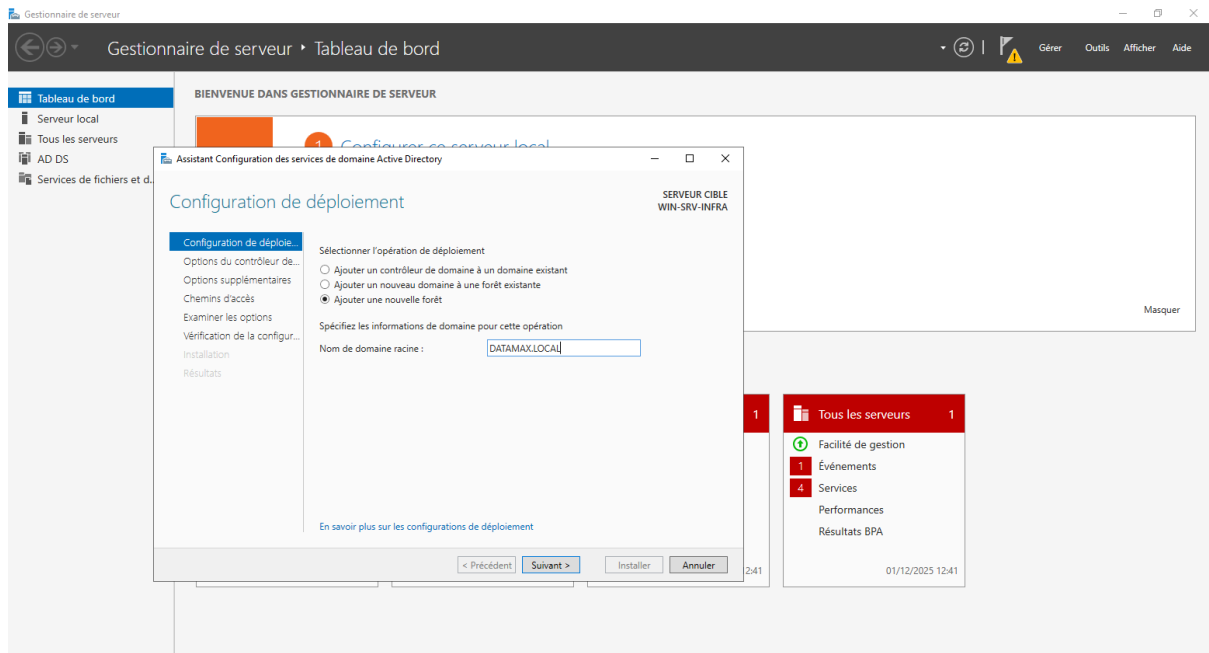 Gestionnaire de serveur
Gestionnaire de serveur ‣ Tableau de bord
Gérer Outils Afficher Aide
Tableau de bord
Serveur local
Tous les serveurs
AD DS
Services de fichiers et d...
BIENVENUE DANS GESTIONNAIRE DE SERVEUR
1 Configurer ce serveur local
Masquer
Assistant Configuration des services de domaine Active Directory
Configuration de déploiement
SERVEUR CIBLE
WIN-SRV-INFRA
Configuration de déploie...
Options du contrôleur de...
Options supplémentaires
Chemins d'accès
Examiner les options
Vérification de la configur...
Installation
Résultats
Sélectionner l'opération de déploiement
Ajouter un contrôleur de domaine à un domaine existant
Ajouter un nouveau domaine à une forêt existante
Ajouter une nouvelle forêt
Spécifiez les informations de domaine pour cette opération
Nom de domaine racine : DATAMAX.LOCAL
En savoir plus sur les configurations de déploiement
< Précédent Suivant > Installer Annuler
1
2:41
Tous les serveurs 1
Facilité de gestion
1 Événements
4 Services
Performances
Résultats BPA
01/12/2025 12:41